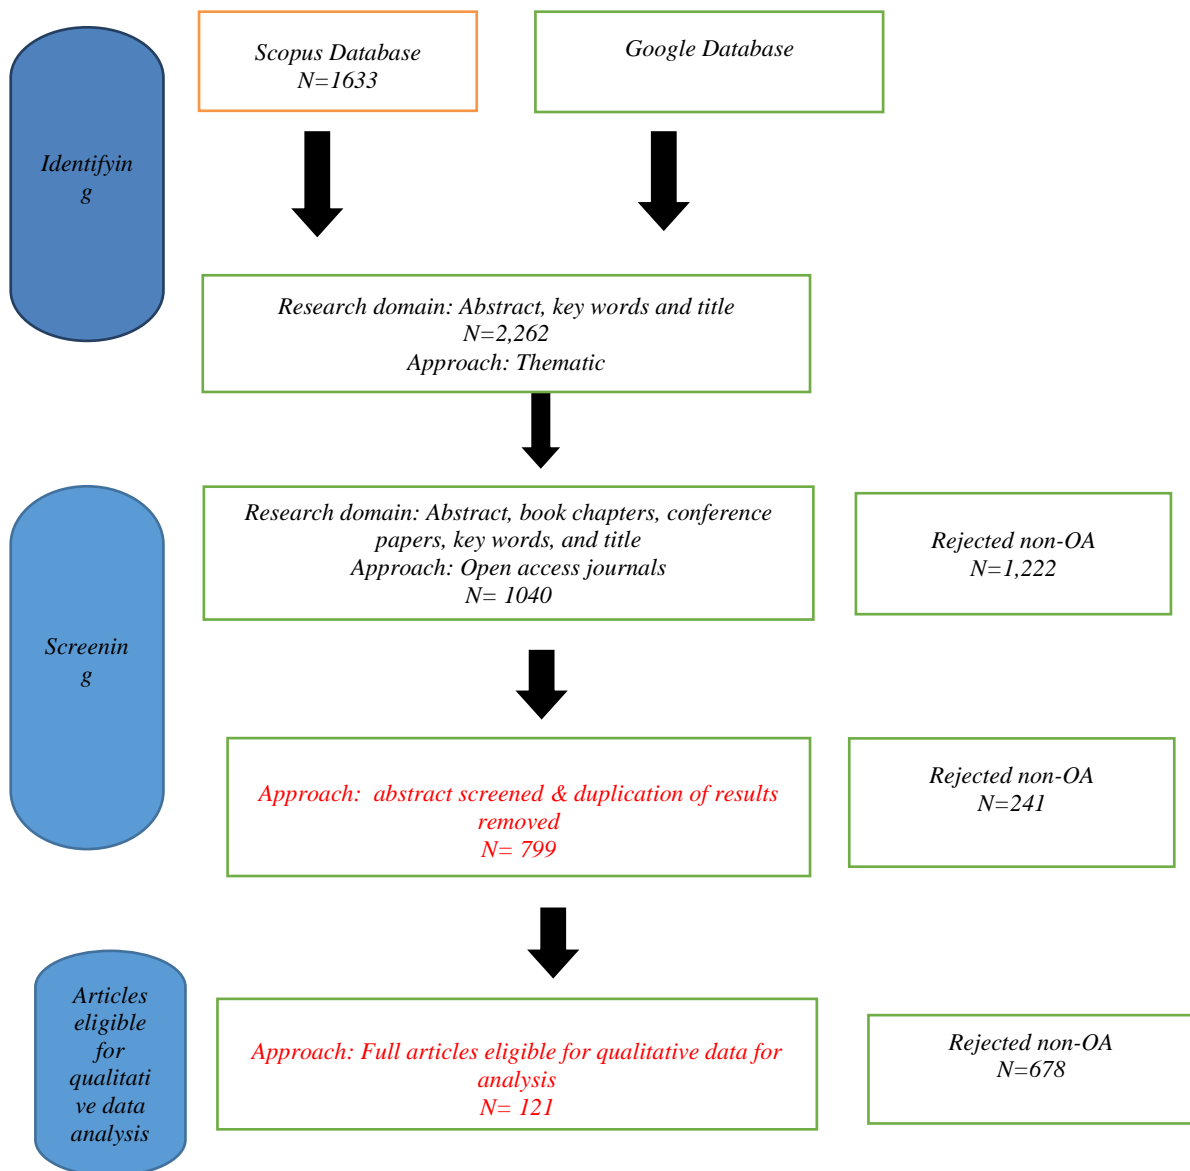 Scopus Database
N=1633
Google Database
Identifyin
g
Research domain: Abstract, key words and title
N=2,262
Approach: Thematic
Research domain: Abstract, book chapters, conference
papers, key words, and title
Approach: Open access journals
N= 1040
Rejected non-OA
N=1,222
Screenin
g
Approach:  abstract screened & duplication of results
removed
N= 799
Rejected non-OA
N=241
Articles
eligible
for
qualitati
ve data
analysis
Approach: Full articles eligible for qualitative data for
analysis
N= 121
Rejected non-OA
N=678